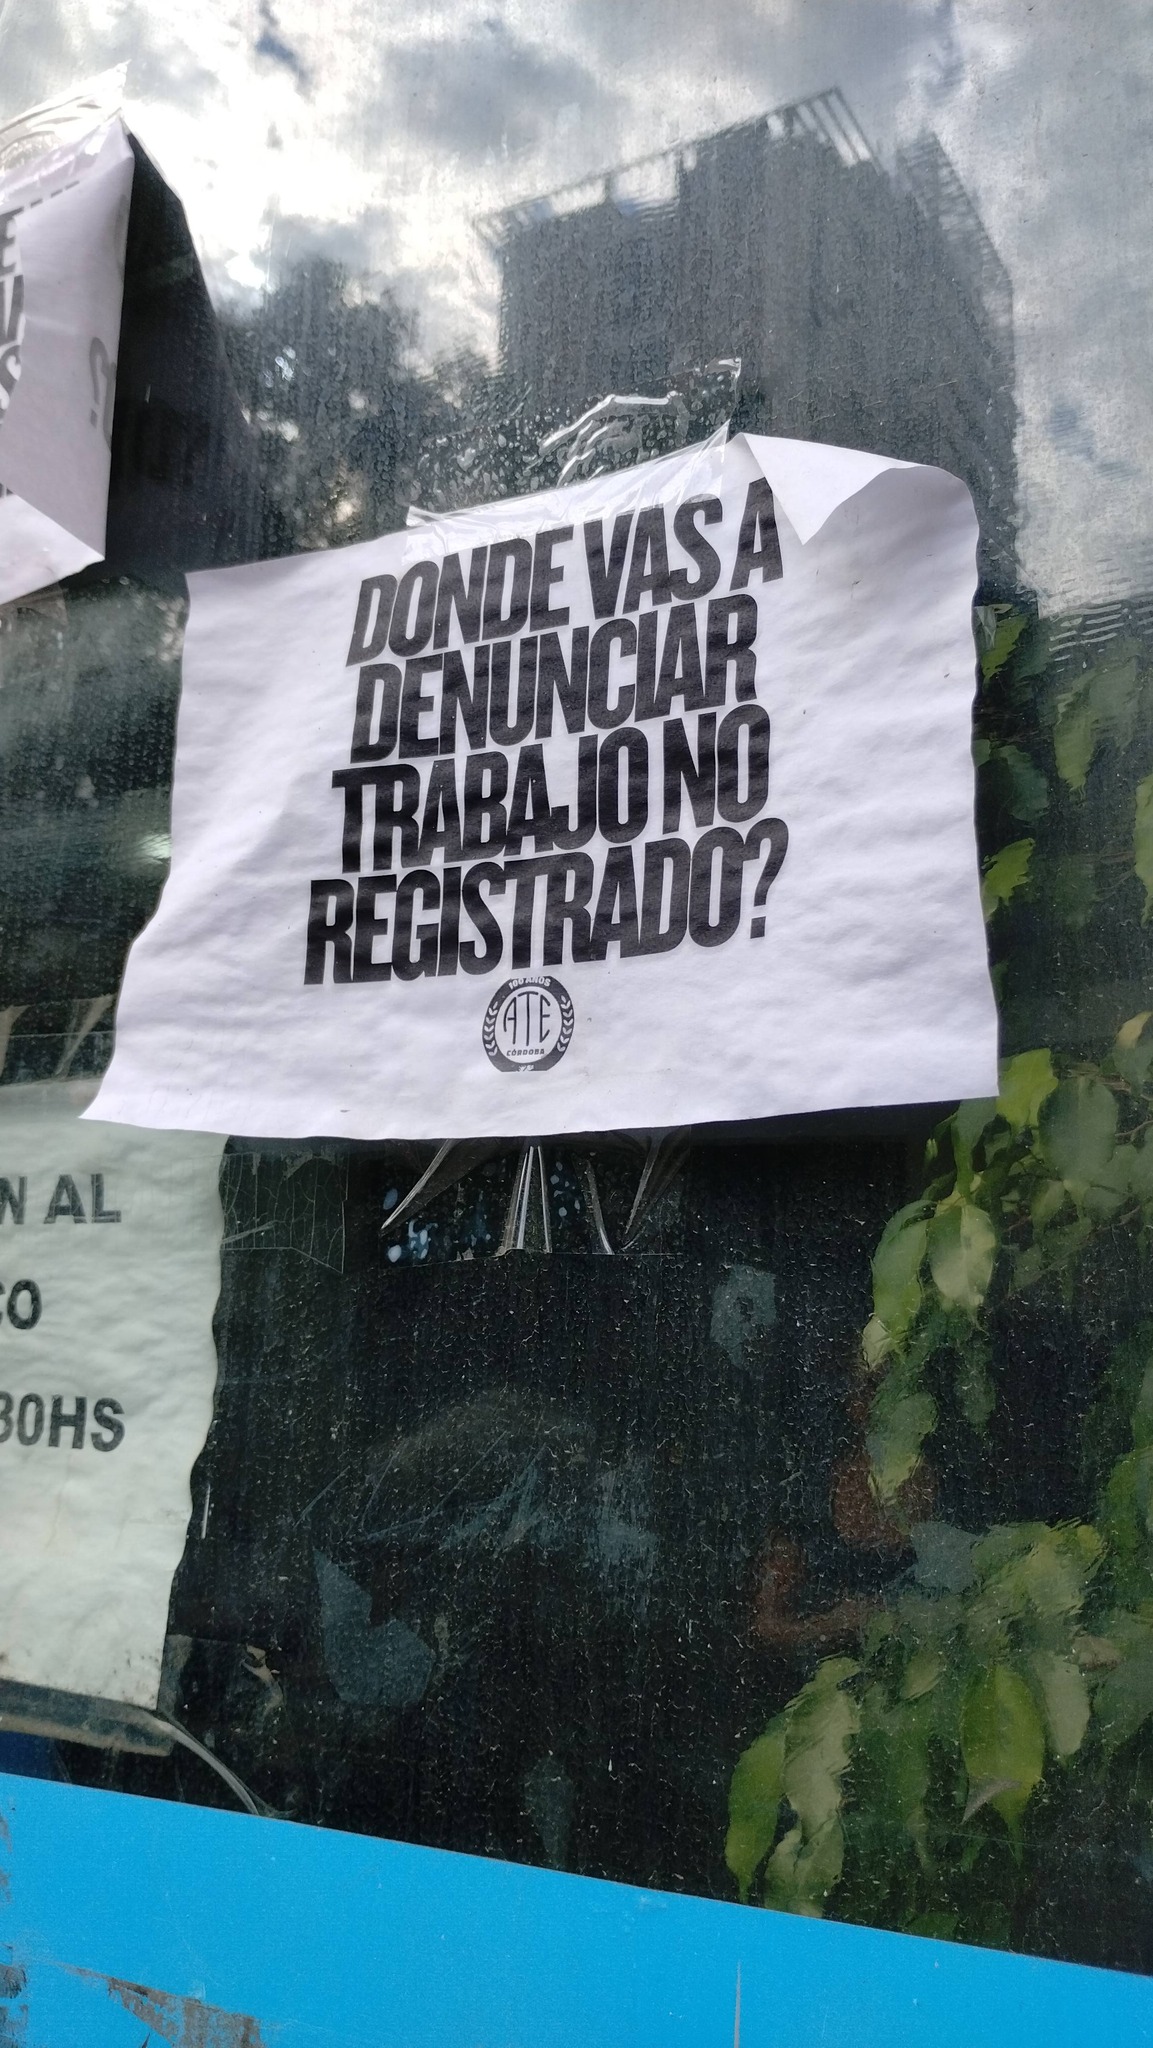 DONDE VAS A
DENUNCIAR
TRABAJO NO
REGISTRADO?
100 AÑOS
ATE
CÓRDOBA
N AL
CO
30HS